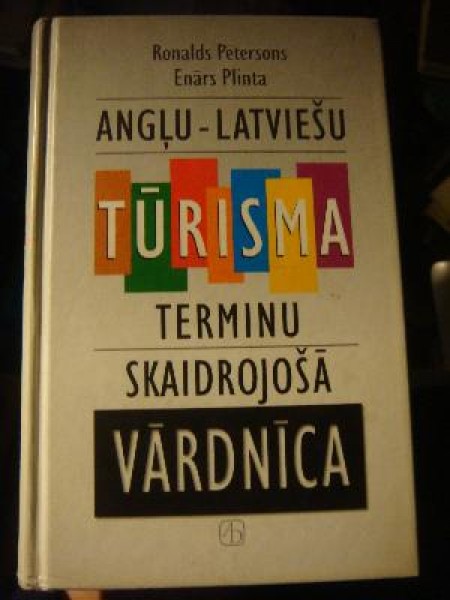 Ronalds Petersons
Enārs Plinta
ANGĻU - LATVIEŠU
TŪRISMA
TERMINU
SKAIDROJOŠĀ
VĀRDNĪCA